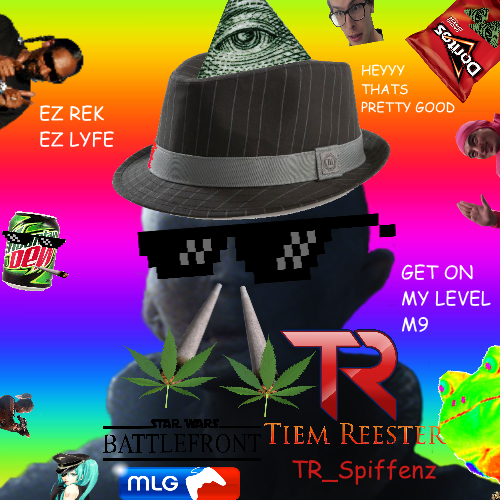 Doritos
HEYYY
THATS
PRETTY GOOD
EZ REK
EZ LYFE
GET ON
MY LEVEL
M9
TR
STAR WARS
BATTLEFRONT
TIEM REESTER
TR_Spiffenz
MLG